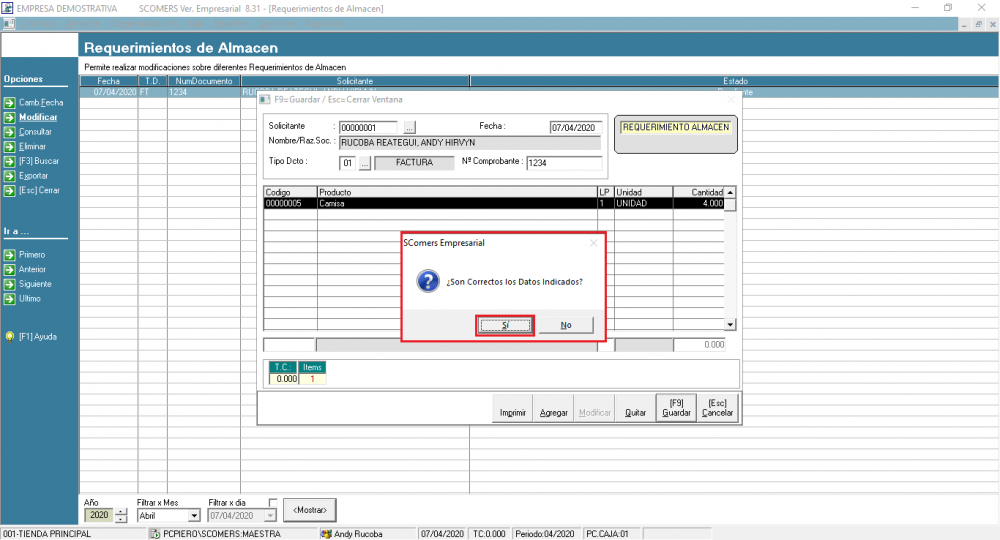 EMPRESA DEMOSTRATIVA SCOMERS Ver. Empresarial 8.31 - [Requerimientos de Almacen]
Requerimientos de Almacen
Permite realizar modificaciones sobre diferentes Requerimientos de Almacen
Opciones
Camb.Fecha
Modificar
Consultar
Eliminar
[F3] Buscar
Exportar
[Esc] Cerrar
Ir a ...
Primero
Anterior
Siguiente
Ultimo
[F1] Ayuda
Fecha T.D. NumDocumento Solicitante Estado
07/04/2020 FT 1234
F9=Guardar / Esc=Cerrar Ventana
Solicitante : 00000001 ... Fecha : 07/04/2020
REQUERIMIENTO ALMACEN
Nombre/Raz.Soc. : RUCOBA REATEGUI, ANDY HIRVYN
Tipo Dcto : 01 ... FACTURA Nº Comprobante : 1234
Codigo Producto LP Unidad Cantidad
00000005 Camisa 1 UNIDAD 4.000
SComers Empresarial
¿Son Correctos los Datos Indicados?
Sí No
0.000
T.C. Items
0.000 1
Imprimir Agregar Modificar Quitar [F9] Guardar [Esc] Cancelar
Año Filtrar x Mes Filtrar x dia
2020 Abril 07/04/2020 <Mostrar>
001-TIENDA PRINCIPAL PCPIERO\SCOMERS:MAESTRA Andy Rucoba 07/04/2020 TC:0.000 Periodo:04/2020 PC.CAJA:01